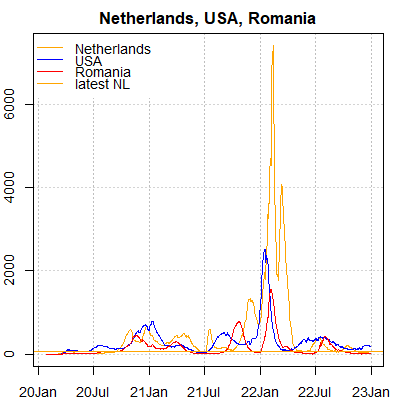 Netherlands, USA, Romania
Netherlands
USA
Romania
latest NL
6000
4000
2000
0
20Jan 20Jul 21Jan 21Jul 22Jan 22Jul 23Jan